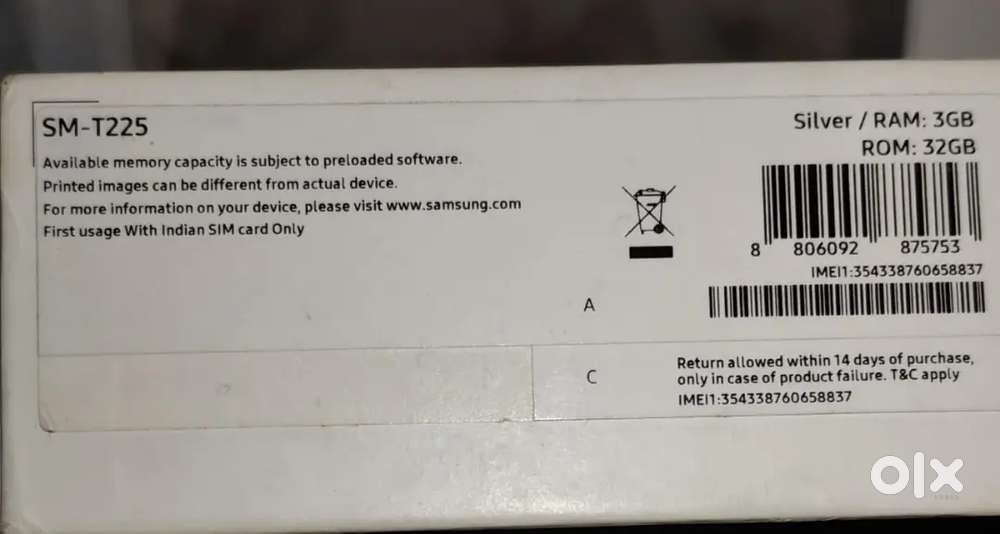 SM-T225
Available memory capacity is subject to preloaded software.
Printed images can be different from actual device.
For more information on your device, please visit www.samsung.com
First usage With Indian SIM card Only
Silver / RAM: 3GB
ROM: 32GB
8 806092 875753
IMEI1:354338760658837
A
C
Return allowed within 14 days of purchase,
only in case of product failure. T&C apply
IMEI1:354338760658837
olx